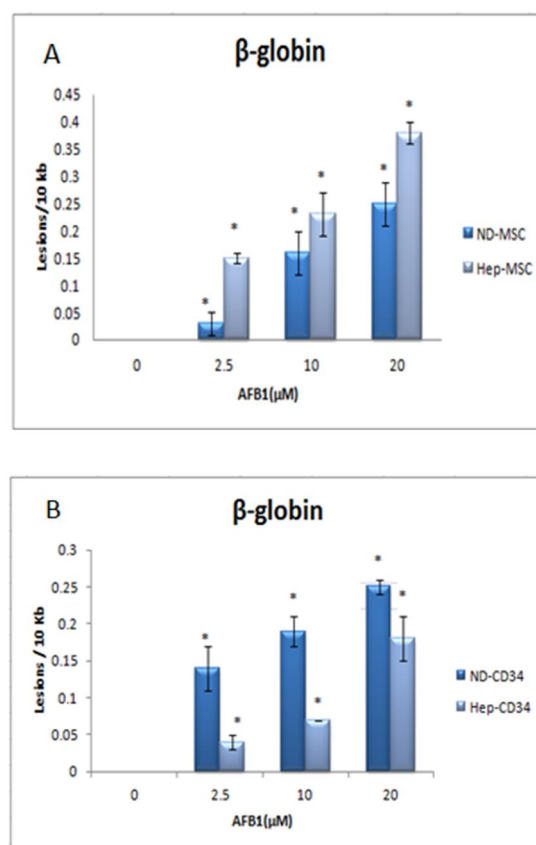 A
β-globin
Lesions/10 kb
0.45
0.4
0.35
0.3
0.25
0.2
0.15
0.1
0.05
0
* * * * * *
0 2.5 10 20
AFB1(μM)
ND-MSC
Hep-MSC
B
β-globin
Lesions / 10 Kb
0.3
0.25
0.2
0.15
0.1
0.05
0
* * * * * *
0 2.5 10 20
AFB1(μM)
ND-CD34
Hep-CD34